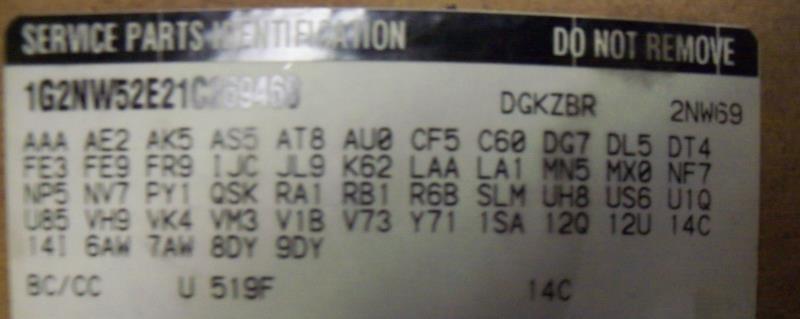 SERVICE PARTS IDENTIFICATION DO NOT REMOVE
1G2NW52E21C269460 DGKZBR 2NW69
AAA AE2 AK5 AS5 AT8 AU0 CF5 C60 DG7 DL5 DT4
FE3 FE9 FR9 IJC JL9 K62 LAA LA1 MN5 MX0 NF7
NP5 NV7 PY1 QSK RA1 RB1 R6B SLM UH8 US6 U1Q
U85 VH9 VK4 VM3 V1B V73 Y71 1SA 12Q 12U 14C
14I 6AW 7AW 8DY 9DY
BC/CC U 519F 14C